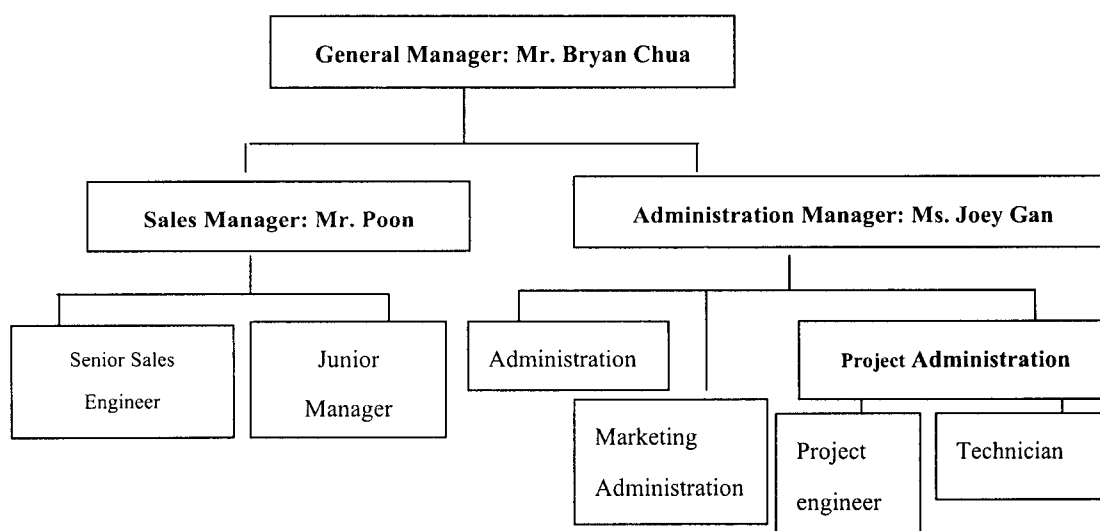 General Manager: Mr. Bryan Chua
Sales Manager: Mr. Poon
Administration Manager: Ms. Joey Gan
Senior Sales
Engineer
Junior
Manager
Administration
Project Administration
Marketing
Administration
Project
engineer
Technician